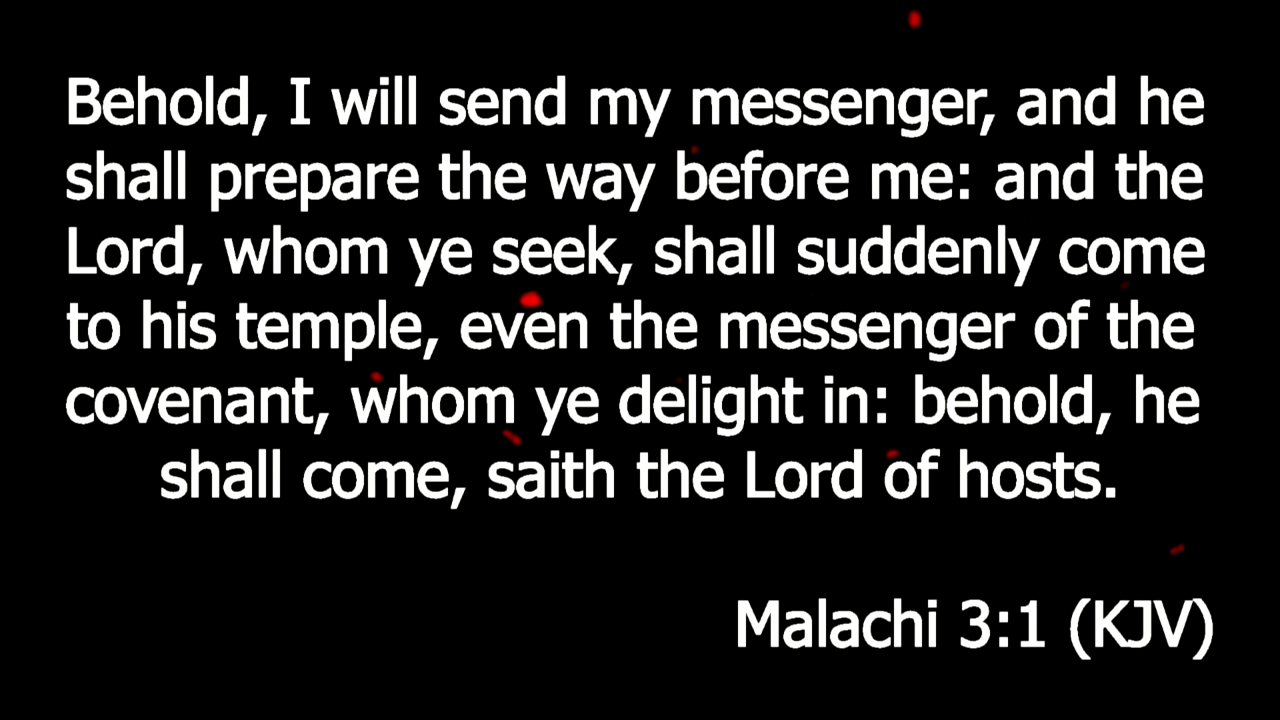 Behold, I will send my messenger, and he
shall prepare the way before me: and the
Lord, whom ye seek, shall suddenly come
to his temple, even the messenger of the
covenant, whom ye delight in: behold, he
shall come, saith the Lord of hosts.
Malachi 3:1 (KJV)